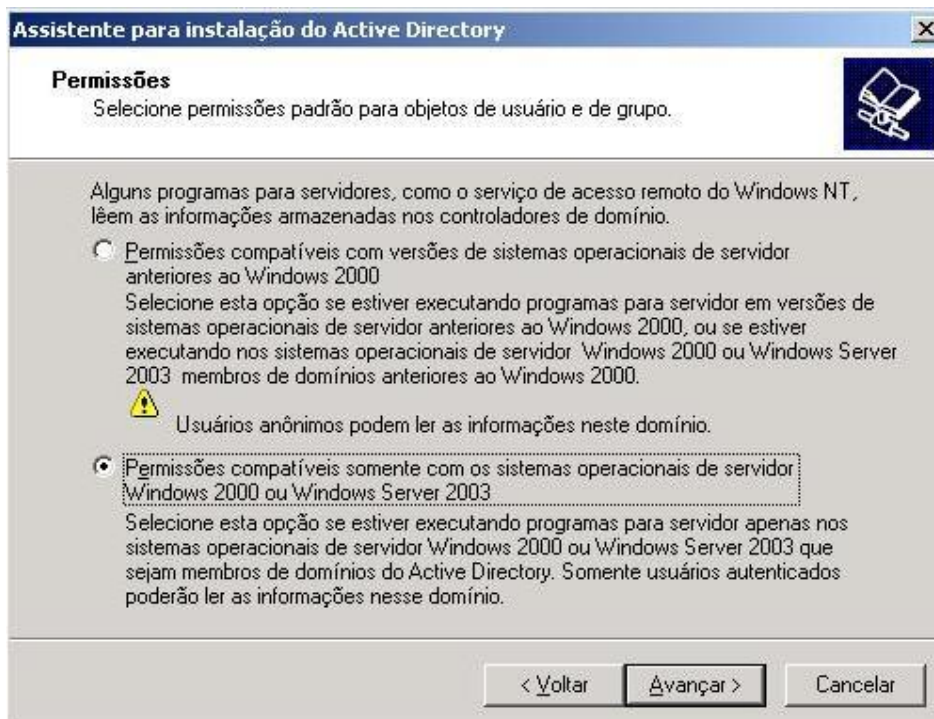 Assistente para instalação do Active Directory
Permissões
Selecione permissões padrão para objetos de usuário e de grupo.
Alguns programas para servidores, como o serviço de acesso remoto do Windows NT,
lêem as informações armazenadas nos controladores de domínio.
Permissões compatíveis com versões de sistemas operacionais de servidor
anteriores ao Windows 2000
Selecione esta opção se estiver executando programas para servidor em versões de
sistemas operacionais de servidor anteriores ao Windows 2000, ou se estiver
executando nos sistemas operacionais de servidor Windows 2000 ou Windows Server
2003 membros de domínios anteriores ao Windows 2000.
Usuários anônimos podem ler as informações neste domínio.
Permissões compatíveis somente com os sistemas operacionais de servidor
Windows 2000 ou Windows Server 2003
Selecione esta opção se estiver executando programas para servidor apenas nos
sistemas operacionais de servidor Windows 2000 ou Windows Server 2003 que
sejam membros de domínios do Active Directory. Somente usuários autenticados
poderão ler as informações nesse domínio.
< Voltar
Avançar >
Cancelar